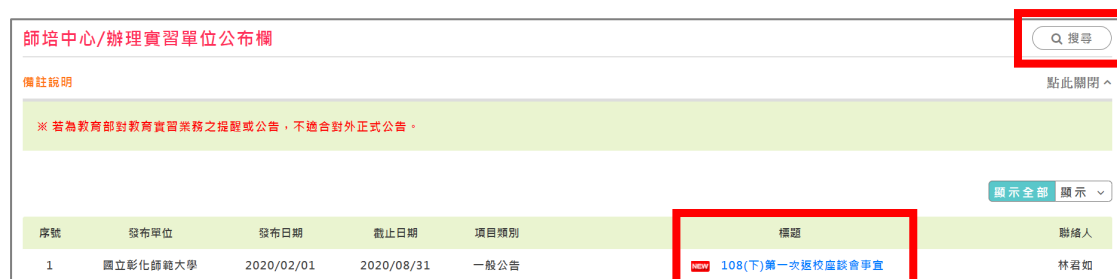 師培中心/辦理實習單位公布欄
搜尋
備註說明 點此關閉
※ 若為教育部對教育實習業務之提醒或公告，不適合對外正式公告。
顯示全部 顯示
序號 發布單位 發布日期 截止日期 項目類別 標題 聯絡人
1 國立彰化師範大學 2020/02/01 2020/08/31 一般公告 NEW 108(下)第一次返校座談會事宜 林君如